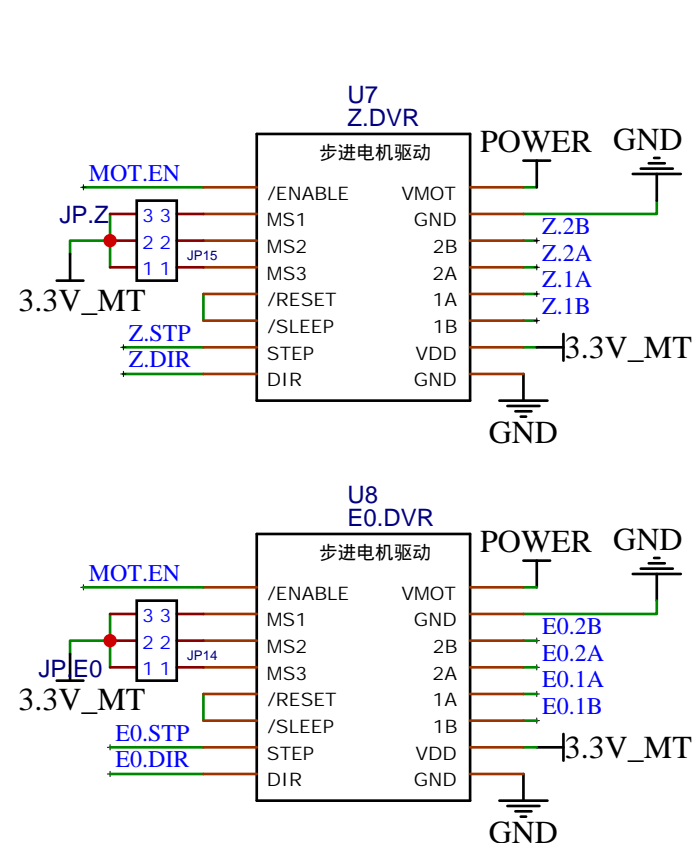 U7
Z.DVR
步进电机驱动
POWER GND
MOT.EN
/ENABLE VMOT
JP.Z 3 3 MS1 GND
Z.2B
2 2 MS2 2B
JP15 Z.2A
1 1 MS3 2A
Z.1A
3.3V_MT /RESET 1A
Z.1B
/SLEEP 1B
Z.STP
STEP VDD 3.3V_MT
Z.DIR
DIR GND
GND
U8
E0.DVR
步进电机驱动
POWER GND
MOT.EN
/ENABLE VMOT
3 3 MS1 GND
E0.2B
2 2 MS2 2B
JP14 E0.2A
JP.E0 1 1 MS3 2A
E0.1A
3.3V_MT /RESET 1A
E0.1B
/SLEEP 1B
E0.STP
STEP VDD 3.3V_MT
E0.DIR
DIR GND
GND